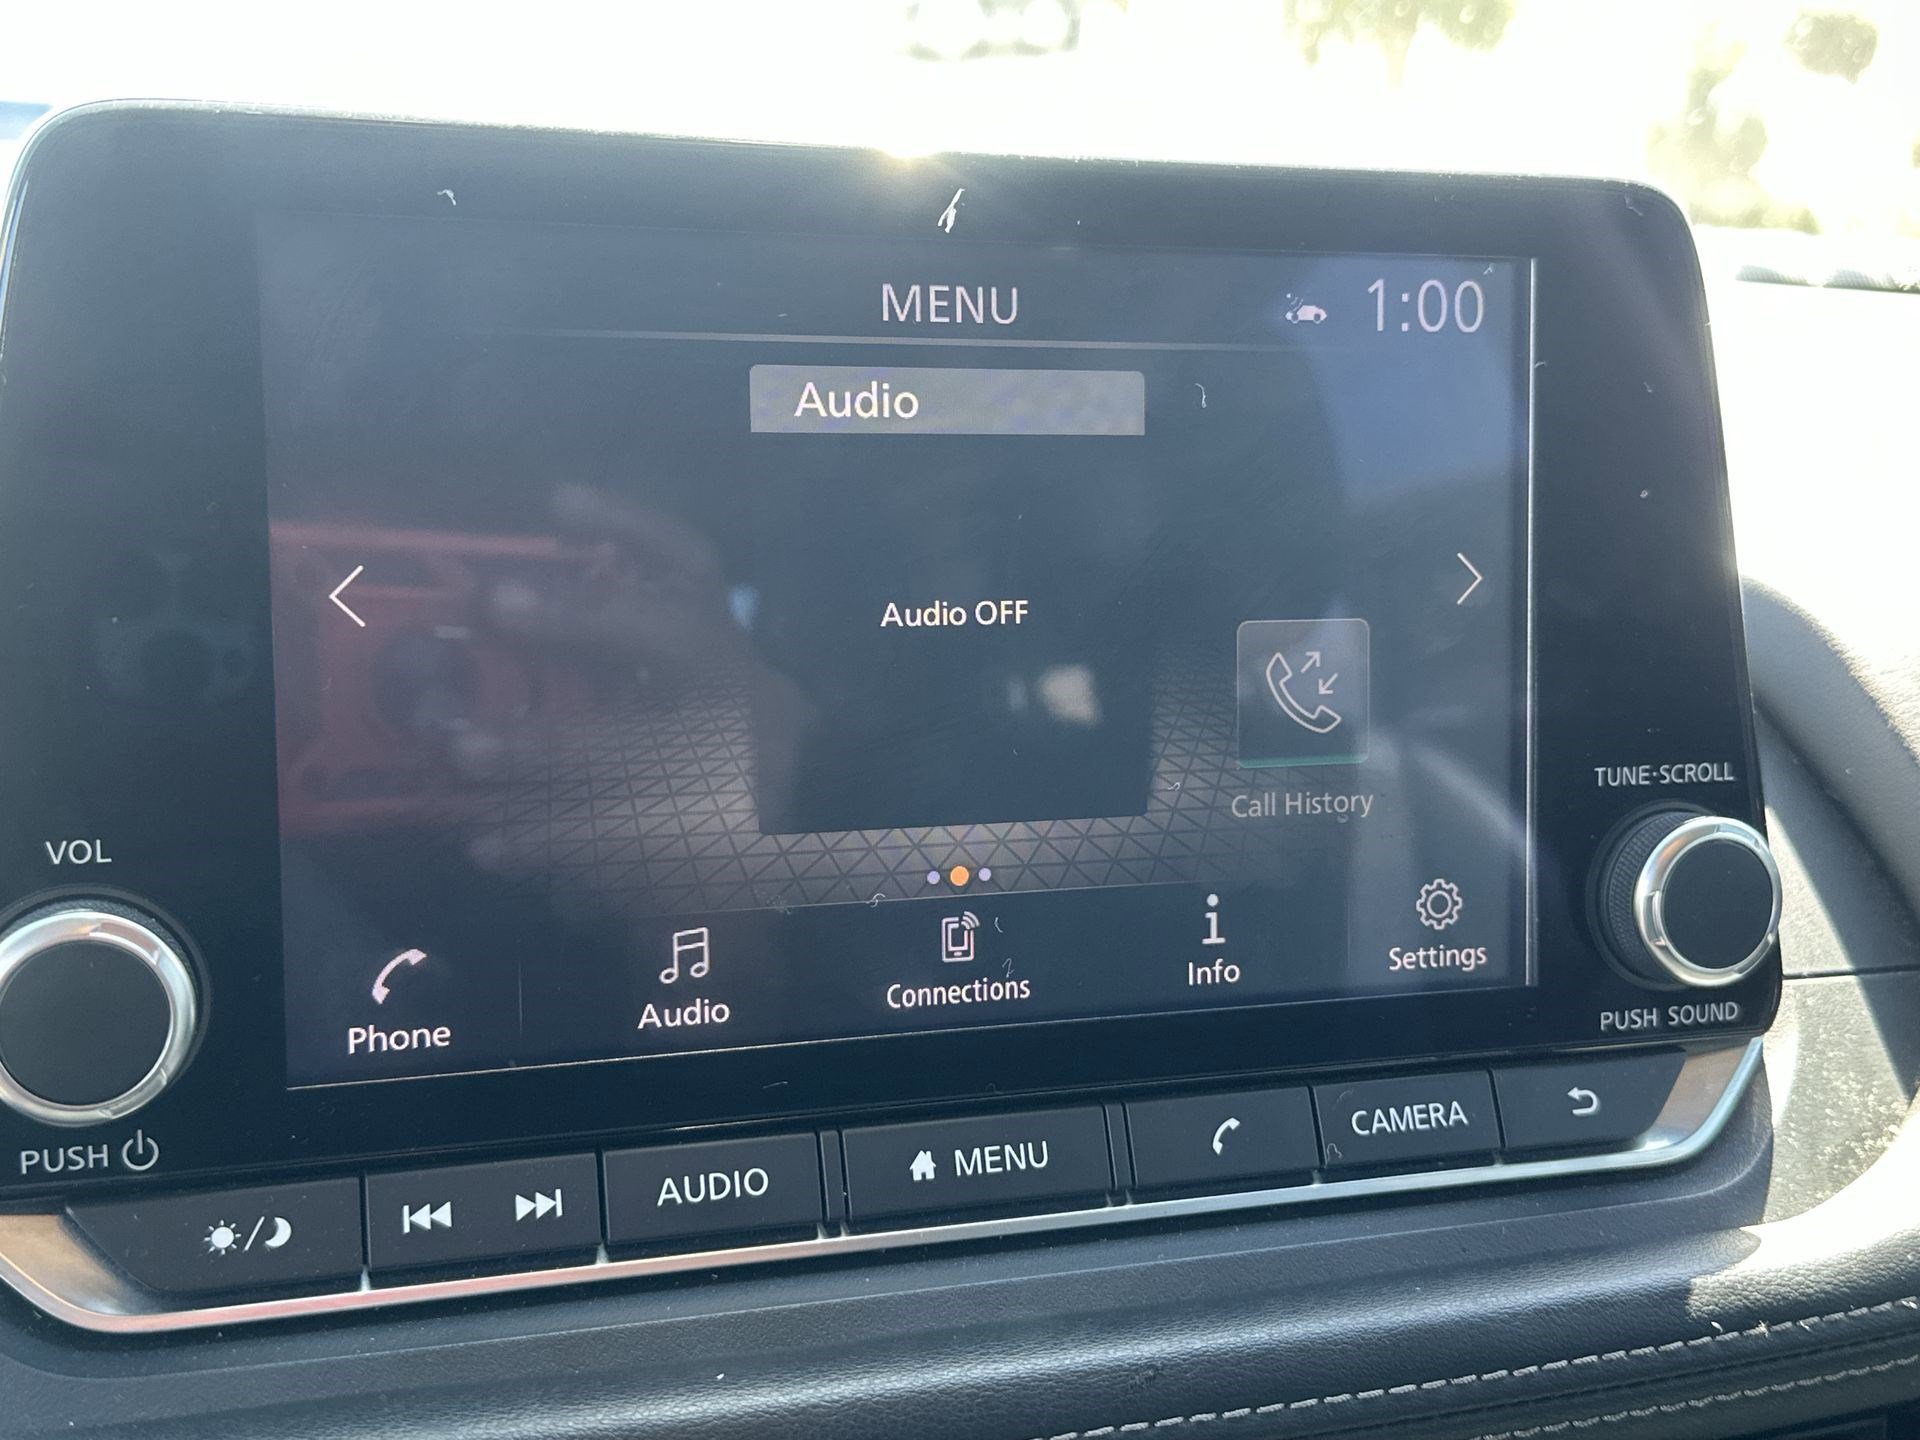 MENU
1:00
Audio
Audio OFF
Call History
TUNE·SCROLL
VOL
Phone
Audio
Connections
Info
Settings
PUSH SOUND
PUSH
AUDIO
MENU
CAMERA